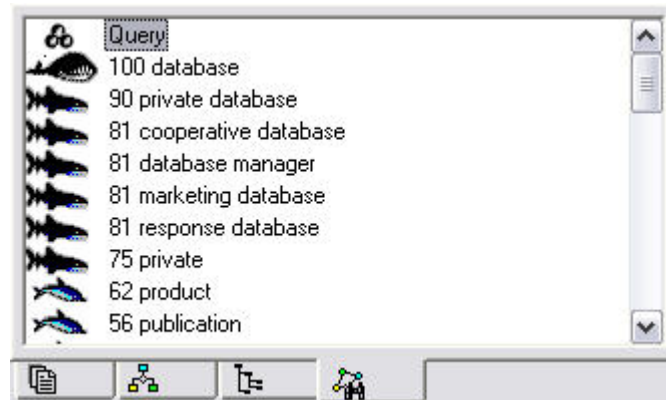 Query
100 database
90 private database
81 cooperative database
81 database manager
81 marketing database
81 response database
75 private
62 product
56 publication